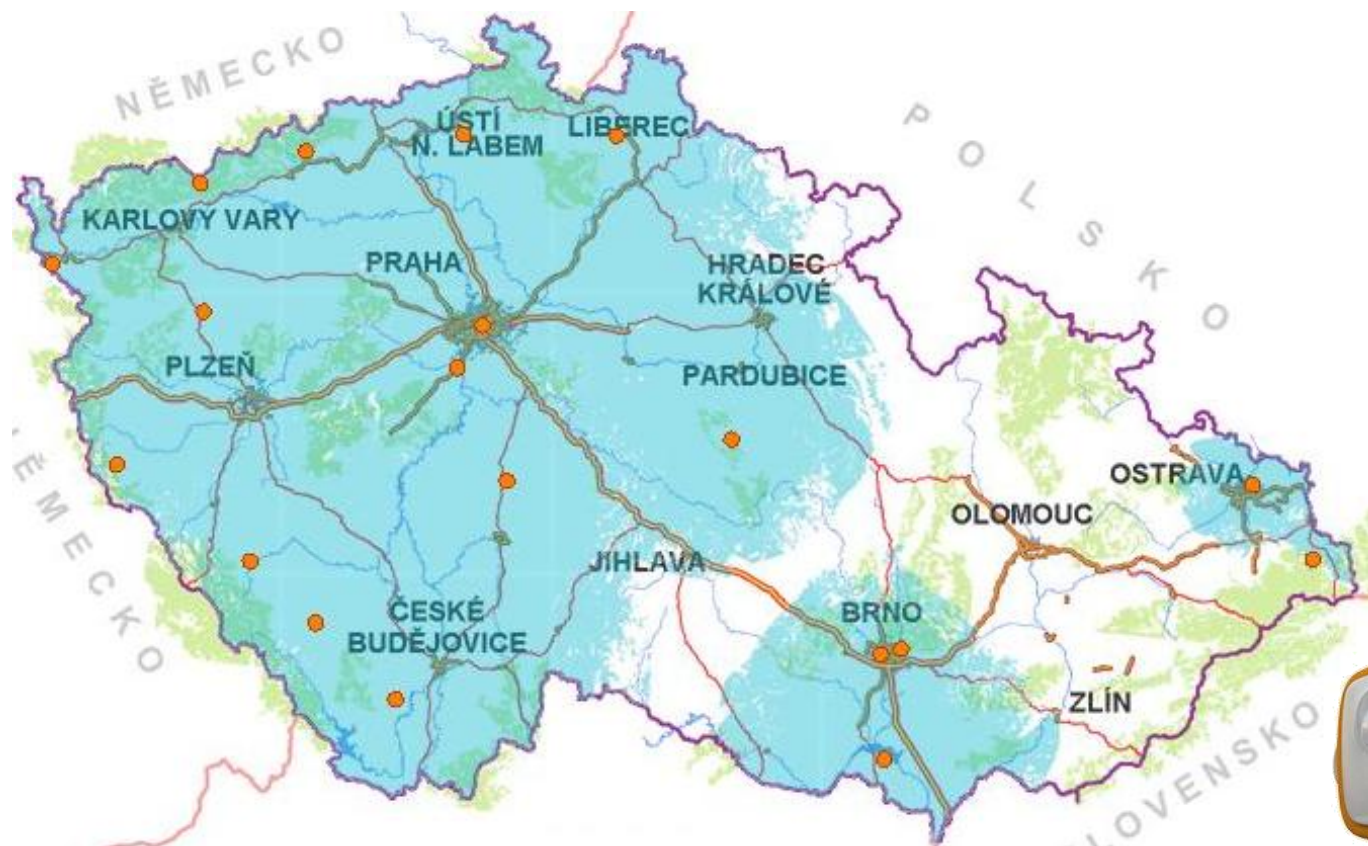 NĚMECKO
POLSKO
ÚSTÍ
N. LABEM
LIBEREC
KARLOVY VARY
PRAHA
HRADEC
KRÁLOVÉ
PLZEŇ
PARDUBICE
NĚMECKO
OSTRAVA
OLOMOUC
JIHLAVA
BRNO
ČESKÉ
BUDĚJOVICE
ZLÍN
SLOVENSKO